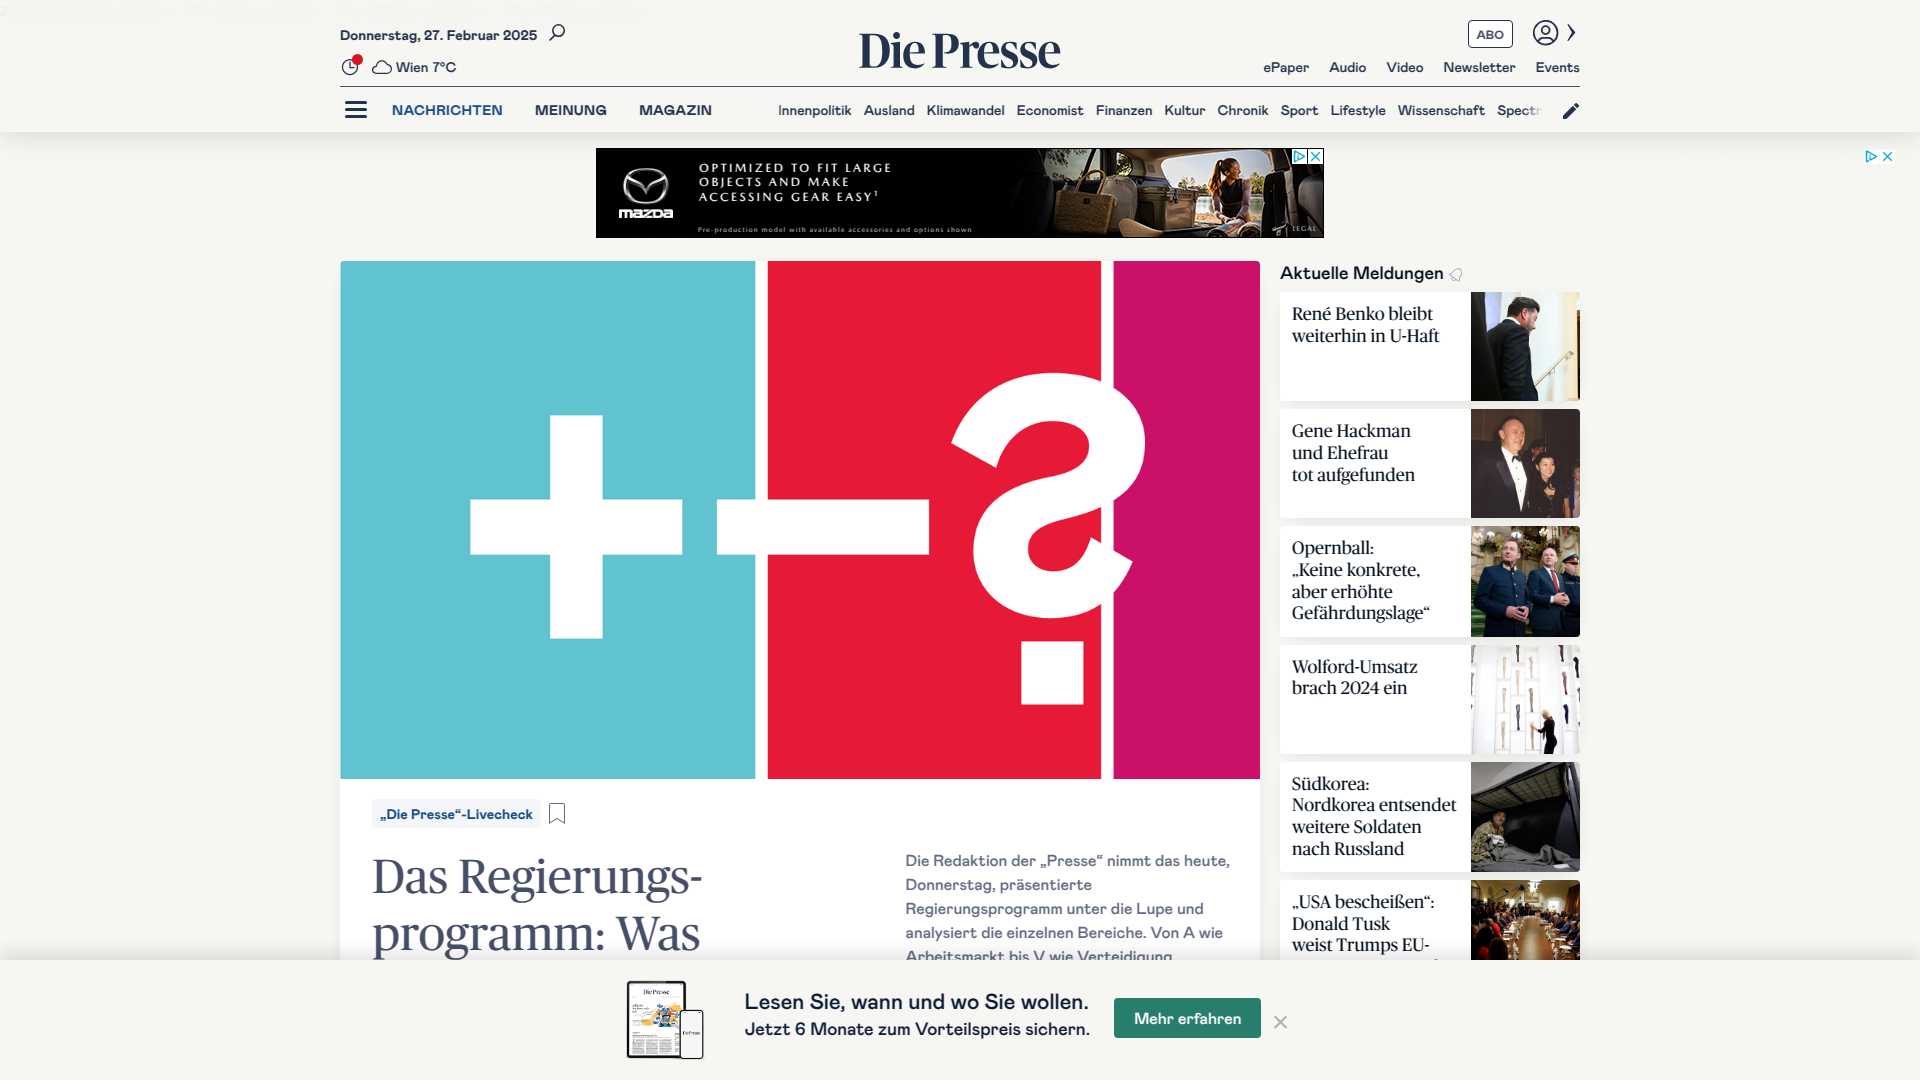 Donnerstag, 27. Februar 2025
Die Presse
ABO
Wien 7°C
ePaper Audio Video Newsletter Events
NACHRICHTEN MEINUNG MAGAZIN Innenpolitik Ausland Klimawandel Economist Finanzen Kultur Chronik Sport Lifestyle Wissenschaft Spectr
mazda
OPTIMIZED TO FIT LARGE
OBJECTS AND MAKE
ACCESSING GEAR EASY¹
Pre-production model with available accessories and options shown
LEGAL
+ – ?
„Die Presse“-Livecheck
Das Regierungs-
programm: Was
Die Redaktion der „Presse“ nimmt das heute,
Donnerstag, präsentierte
Regierungsprogramm unter die Lupe und
analysiert die einzelnen Bereiche. Von A wie
Arbeitsmarkt bis V wie Verteidigung
Aktuelle Meldungen
René Benko bleibt
weiterhin in U-Haft
Gene Hackman
und Ehefrau
tot aufgefunden
Opernball:
„Keine konkrete,
aber erhöhte
Gefährdungslage“
Wolford-Umsatz
brach 2024 ein
Südkorea:
Nordkorea entsendet
weitere Soldaten
nach Russland
„USA bescheißen“:
Donald Tusk
weist Trumps EU-
Die Presse
Die Presse
Lesen Sie, wann und wo Sie wollen.
Jetzt 6 Monate zum Vorteilspreis sichern.
Mehr erfahren